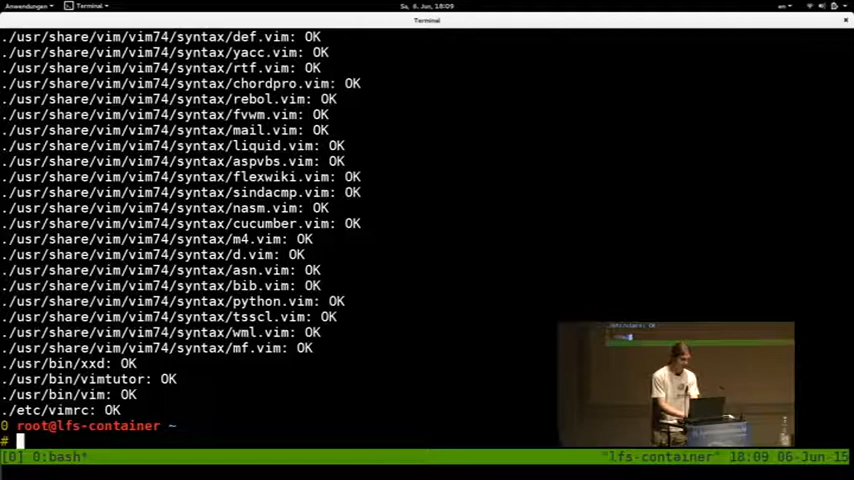 Anwendungen Terminal Sa, 6. Jun, 18:09 en
Terminal
./usr/share/vim/vim74/syntax/def.vim: OK
./usr/share/vim/vim74/syntax/yacc.vim: OK
./usr/share/vim/vim74/syntax/rtf.vim: OK
./usr/share/vim/vim74/syntax/chordpro.vim: OK
./usr/share/vim/vim74/syntax/rebol.vim: OK
./usr/share/vim/vim74/syntax/fvwm.vim: OK
./usr/share/vim/vim74/syntax/mail.vim: OK
./usr/share/vim/vim74/syntax/liquid.vim: OK
./usr/share/vim/vim74/syntax/aspvbs.vim: OK
./usr/share/vim/vim74/syntax/flexwiki.vim: OK
./usr/share/vim/vim74/syntax/sindacmp.vim: OK
./usr/share/vim/vim74/syntax/nasm.vim: OK
./usr/share/vim/vim74/syntax/cucumber.vim: OK
./usr/share/vim/vim74/syntax/m4.vim: OK
./usr/share/vim/vim74/syntax/d.vim: OK
./usr/share/vim/vim74/syntax/asn.vim: OK
./usr/share/vim/vim74/syntax/bib.vim: OK
./usr/share/vim/vim74/syntax/python.vim: OK
./usr/share/vim/vim74/syntax/tsscl.vim: OK
./usr/share/vim/vim74/syntax/wml.vim: OK
./usr/share/vim/vim74/syntax/mf.vim: OK
./usr/bin/xxd: OK
./usr/bin/vimtutor: OK
./usr/bin/vim: OK
./etc/vimrc: OK
0 root@lfs-container ~
#
[0] 0:bash* "lfs-container" 18:09 06-Jun-15